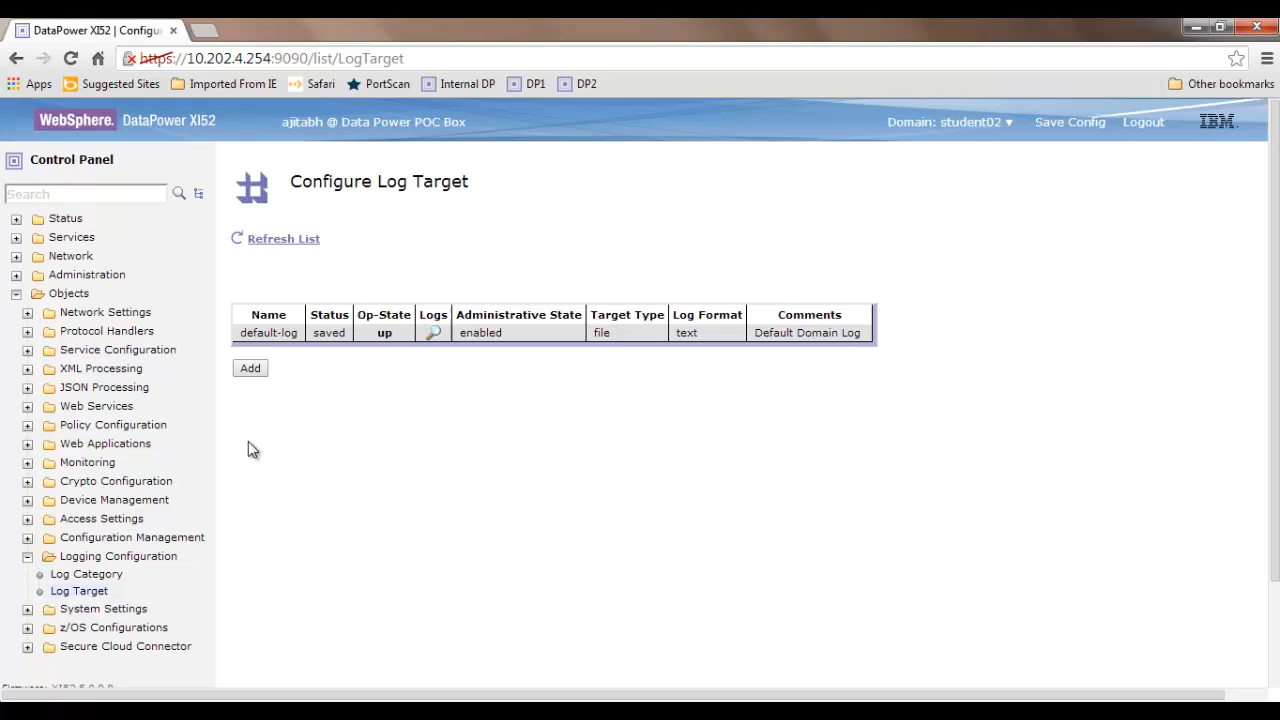 DataPower XI52 | Configu
https://10.202.4.254:9090/list/LogTarget
Apps Suggested Sites Imported From IE Safari PortScan Internal DP DP1 DP2 Other bookmarks
WebSphere. DataPower XI52 ajitabh @ Data Power POC Box Domain: student02 Save Config Logout IBM.
Control Panel
Search
Status
Services
Network
Administration
Objects
Network Settings
Protocol Handlers
Service Configuration
XML Processing
JSON Processing
Web Services
Policy Configuration
Web Applications
Monitoring
Crypto Configuration
Device Management
Access Settings
Configuration Management
Logging Configuration
Log Category
Log Target
System Settings
z/OS Configurations
Secure Cloud Connector
Configure Log Target
Refresh List
Name Status Op-State Logs Administrative State Target Type Log Format Comments
default-log saved up enabled file text Default Domain Log
Add